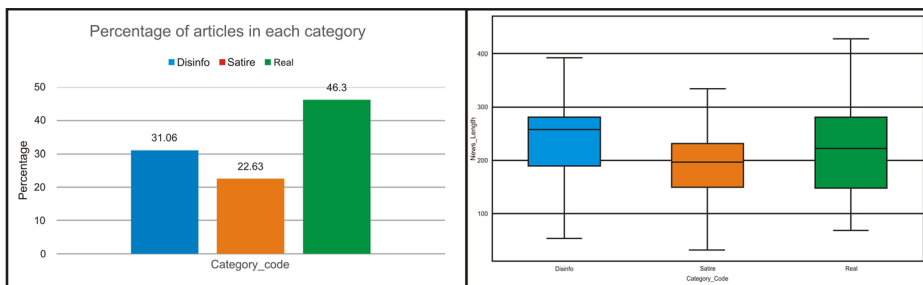 Percentage of articles in each category
Disinfo Satire Real
Percentage
50
40
30
20
10
0
31.06
22.63
46.3
Category_code
News_Length
400
300
200
100
Disinfo
Satire
Real
Category_Code